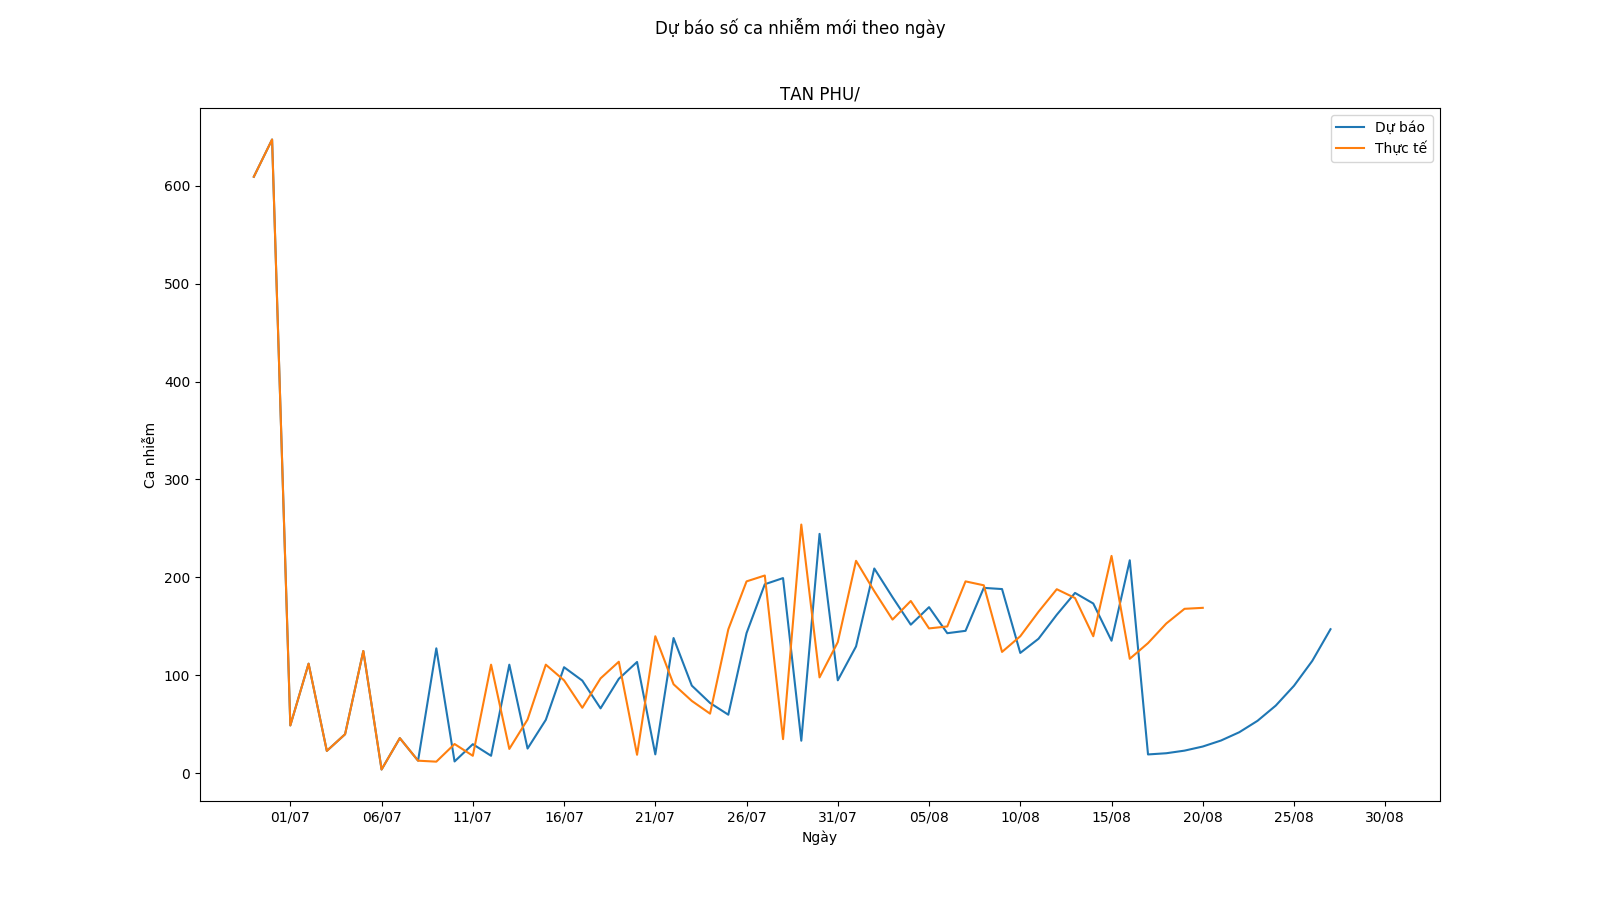 Dự báo số ca nhiễm mới theo ngày
TAN PHU/
Dự báo
Thực tế
600
500
400
300
200
100
0
Ca nhiễm
01/07 06/07 11/07 16/07 21/07 26/07 31/07 05/08 10/08 15/08 20/08 25/08 30/08
Ngày